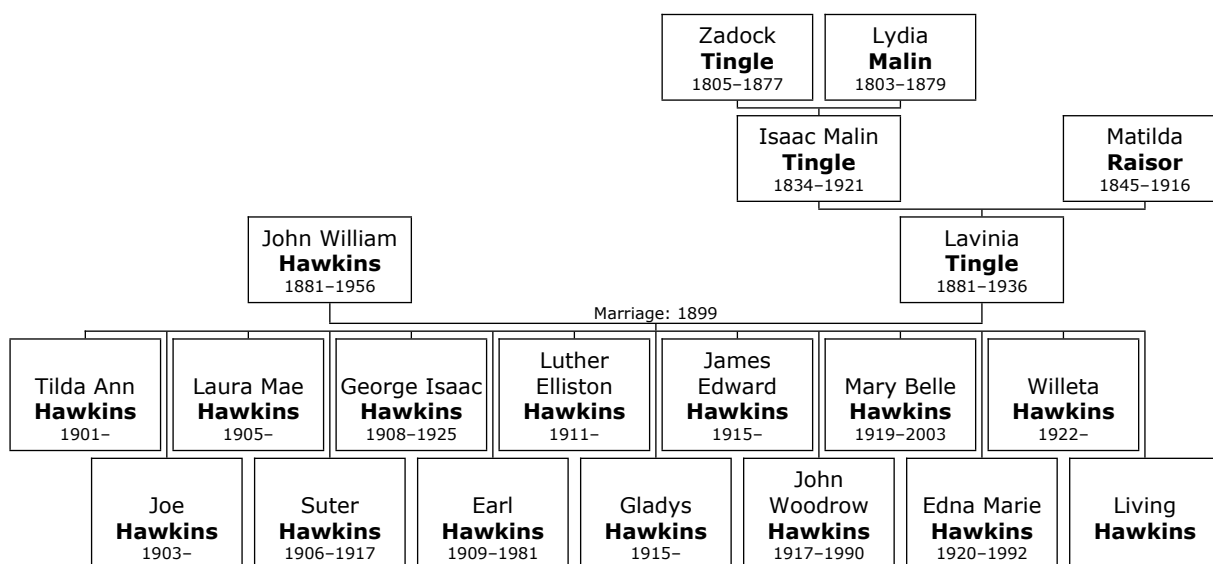 Zadock
Tingle
1805–1877
Lydia
Malin
1803–1879
Isaac Malin
Tingle
1834–1921
Matilda
Raisor
1845–1916
John William
Hawkins
1881–1956
Lavinia
Tingle
1881–1936
Marriage: 1899
Tilda Ann
Hawkins
1901–
Laura Mae
Hawkins
1905–
George Isaac
Hawkins
1908–1925
Luther
Elliston
Hawkins
1911–
James
Edward
Hawkins
1915–
Mary Belle
Hawkins
1919–2003
Willeta
Hawkins
1922–
Joe
Hawkins
1903–
Suter
Hawkins
1906–1917
Earl
Hawkins
1909–1981
Gladys
Hawkins
1915–
John
Woodrow
Hawkins
1917–1990
Edna Marie
Hawkins
1920–1992
Living
Hawkins